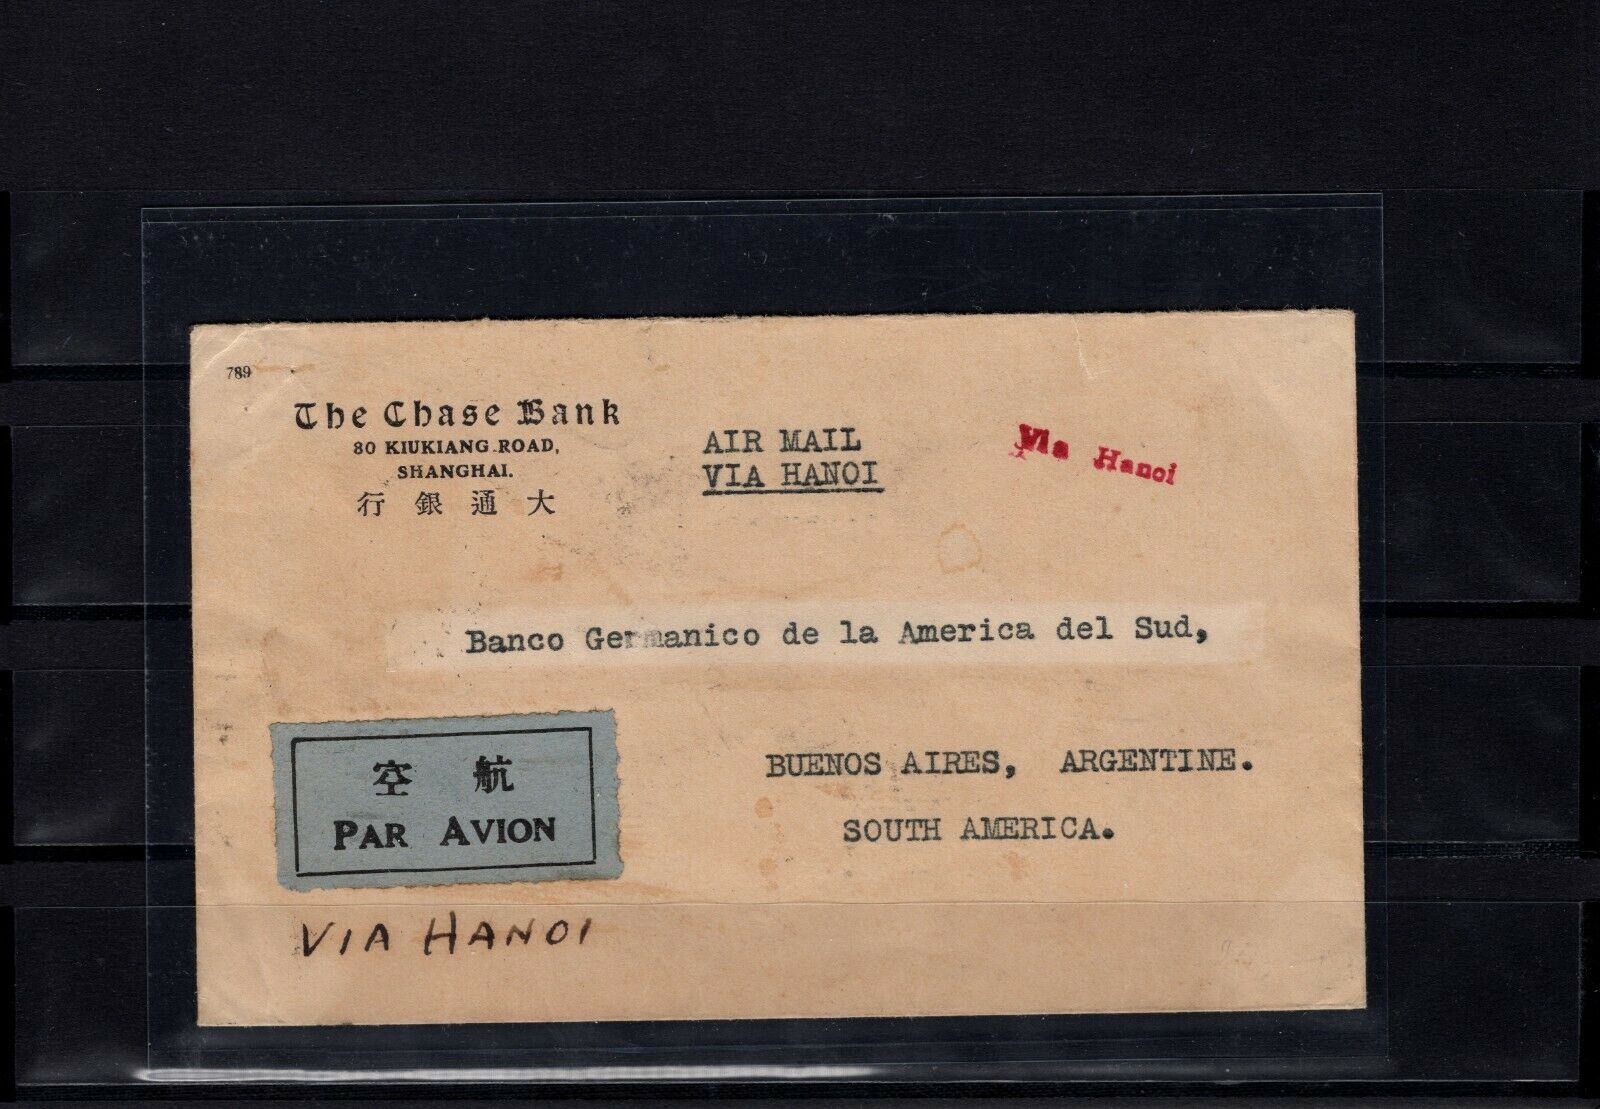 789
The Chase Bank
80 KIUKIANG ROAD,
SHANGHAI.
行銀通大
AIR MAIL
VIA HANOI
Via Hanoi
Banco Germanico de la America del Sud,
BUENOS AIRES, ARGENTINE.
SOUTH AMERICA.
空航
PAR AVION
VIA HANOI